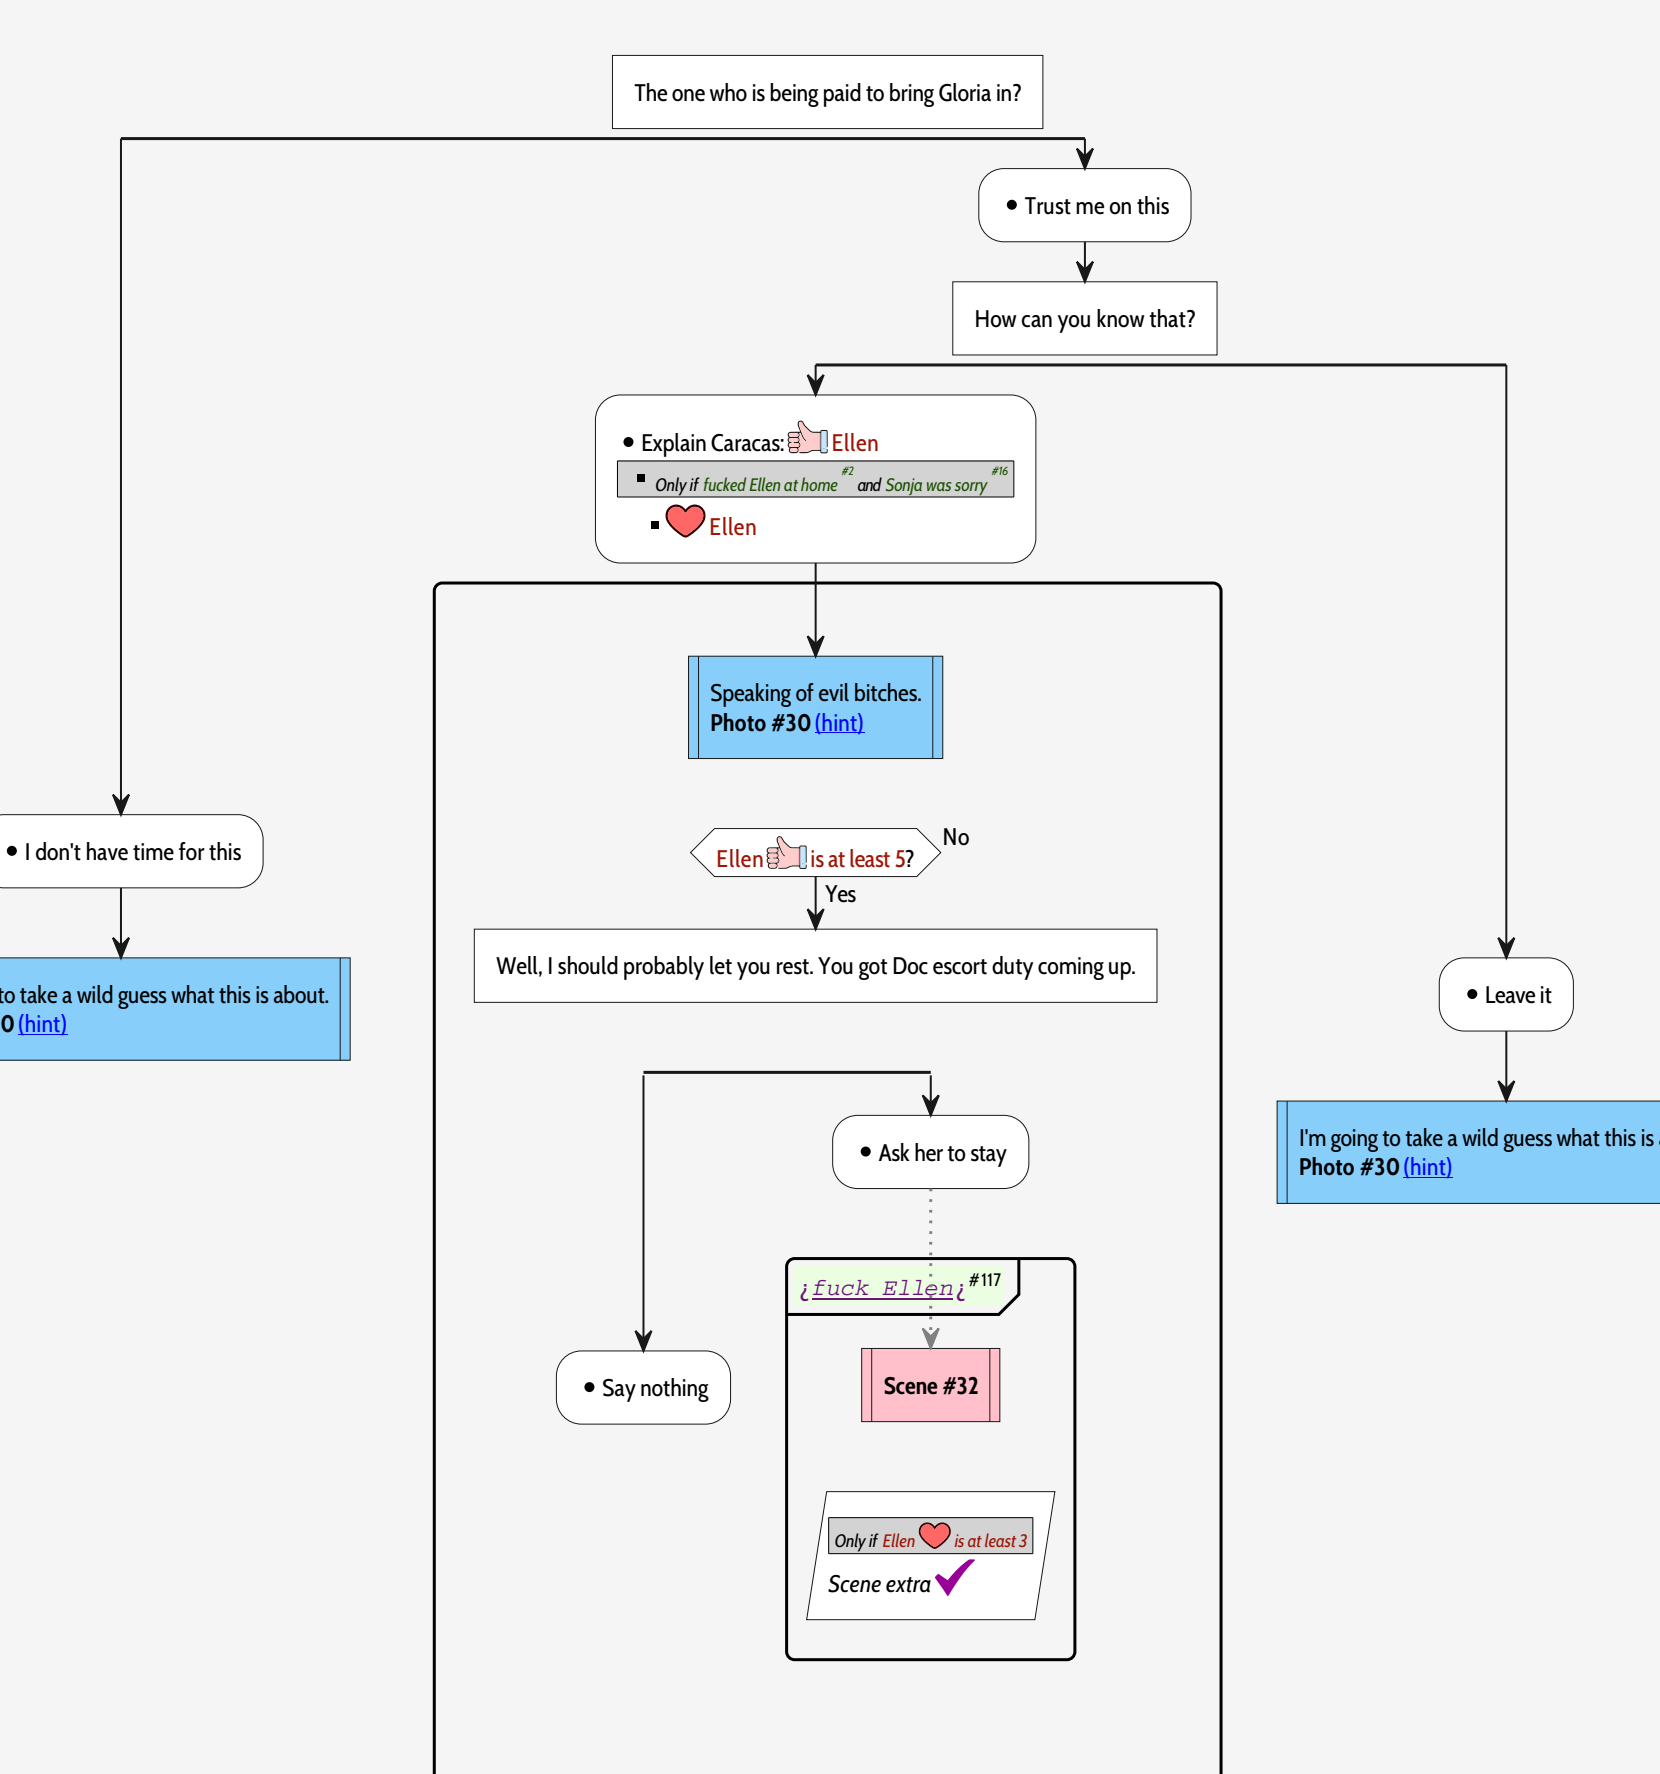 The one who is being paid to bring Gloria in?
• Trust me on this
How can you know that?
• Explain Caracas: Ellen
▪ Only if fucked Ellen at home #2 and Sonja was sorry #16
▪ Ellen
Speaking of evil bitches.
Photo #30 (hint)
• I don't have time for this
Ellen is at least 5?
No
Yes
Well, I should probably let you rest. You got Doc escort duty coming up.
to take a wild guess what this is about.
0 (hint)
• Leave it
I'm going to take a wild guess what this is
Photo #30 (hint)
• Ask her to stay
¿fuck Ellen¿ #117
• Say nothing
Scene #32
Only if Ellen is at least 3
Scene extra